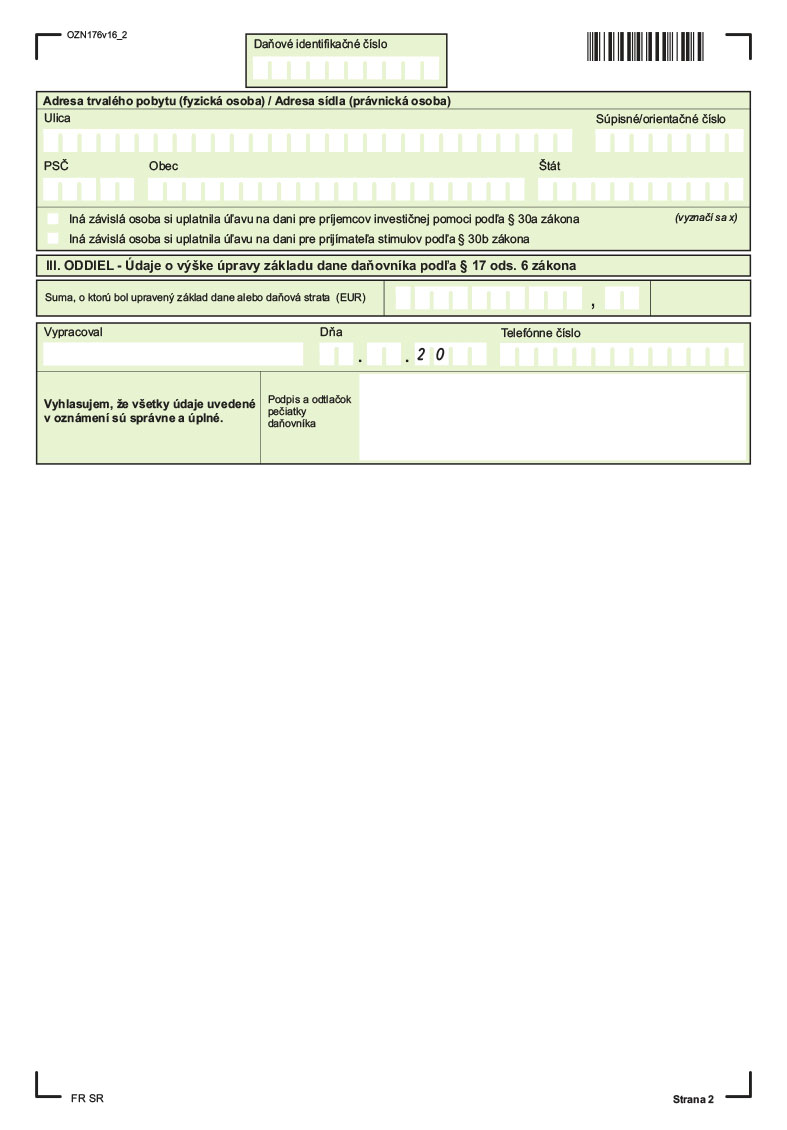 OZN176v16_2
Daňové identifikačné číslo
Adresa trvalého pobytu (fyzická osoba) / Adresa sídla (právnická osoba)
Ulica
Súpisné/orientačné číslo
PSČ
Obec
Štát
Iná závislá osoba si uplatnila úľavu na dani pre príjemcov investičnej pomoci podľa § 30a zákona
(vyznačí sa x)
Iná závislá osoba si uplatnila úľavu na dani pre prijímateľa stimulov podľa § 30b zákona
III. ODDIEL - Údaje o výške úpravy základu dane daňovníka podľa § 17 ods. 6 zákona
Suma, o ktorú bol upravený základ dane alebo daňová strata (EUR)
,
Vypracoval
Dňa
Telefónne číslo
. . 2 0
Vyhlasujem, že všetky údaje uvedené
v oznámení sú správne a úplné.
Podpis a odtlačok
pečiatky
daňovníka
FR SR
Strana 2